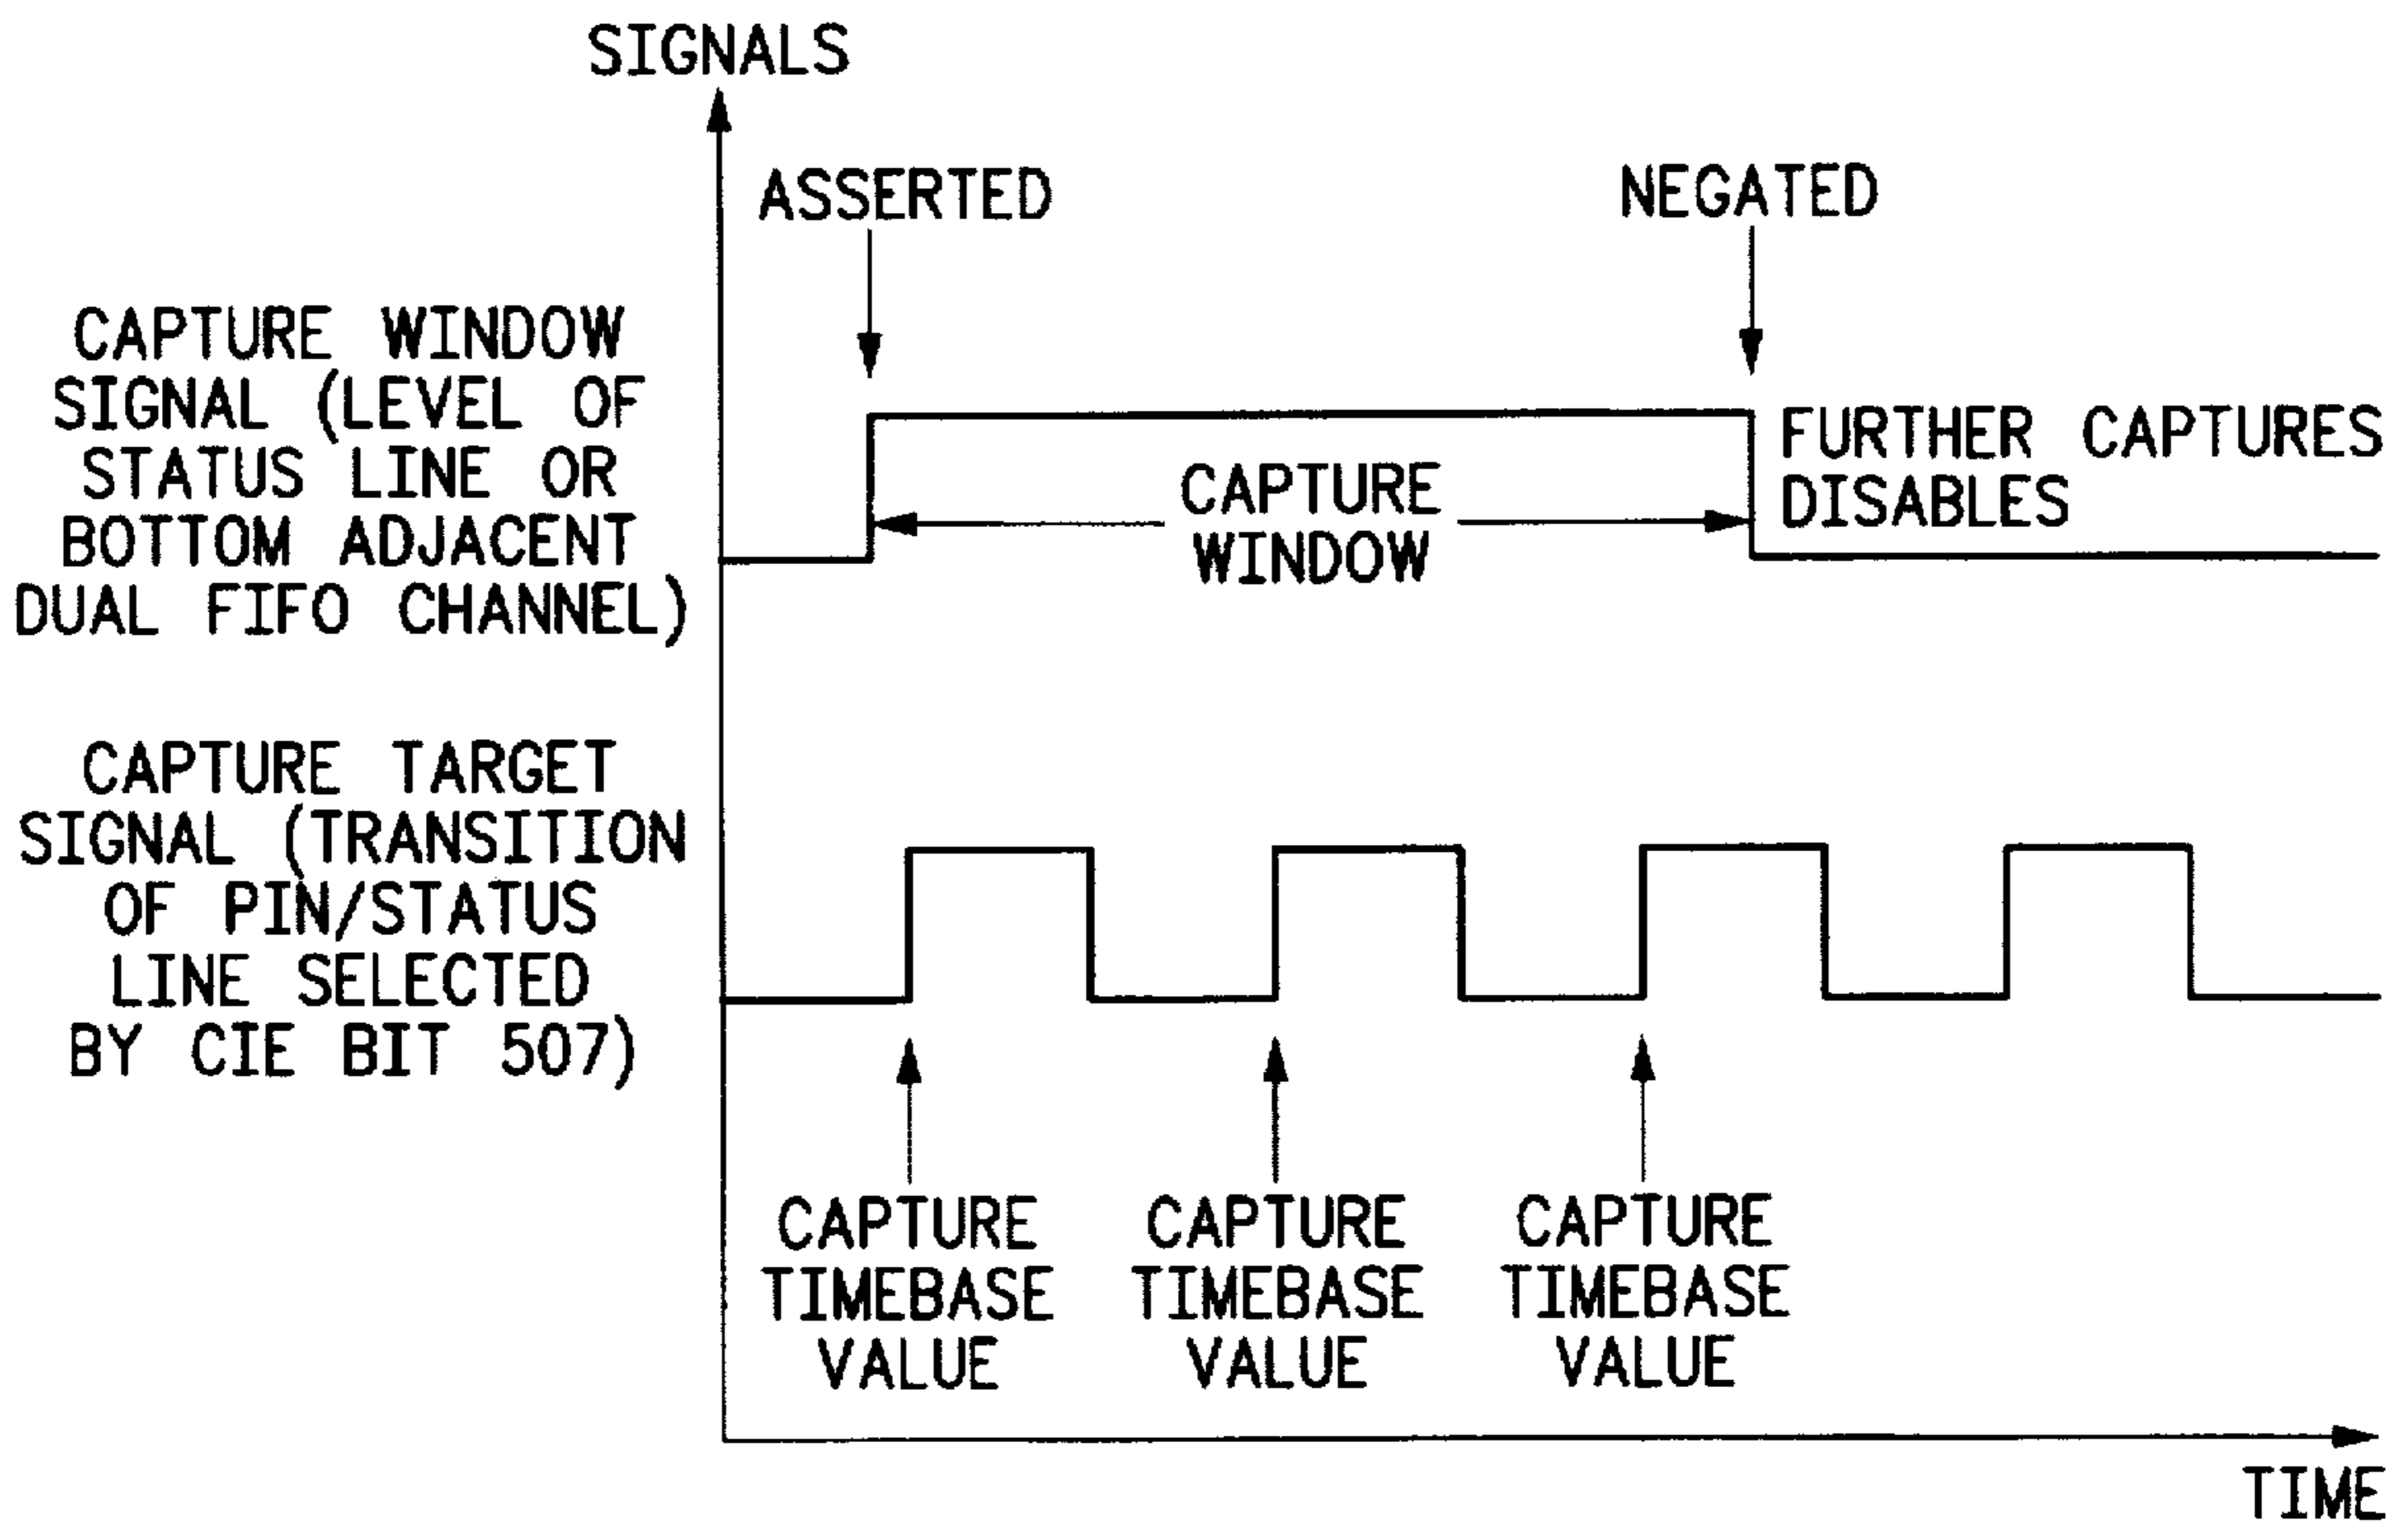 SIGNALS
ASSERTED
NEGATED
CAPTURE WINDOW
SIGNAL (LEVEL OF
STATUS LINE OR
BOTTOM ADJACENT
DUAL FIFO CHANNEL)
CAPTURE
WINDOW
FURTHER CAPTURES
DISABLES
CAPTURE TARGET
SIGNAL (TRANSITION
OF PIN/STATUS
LINE SELECTED
BY CIE BIT 507)
CAPTURE
TIMEBASE
VALUE
CAPTURE
TIMEBASE
VALUE
CAPTURE
TIMEBASE
VALUE
TIME